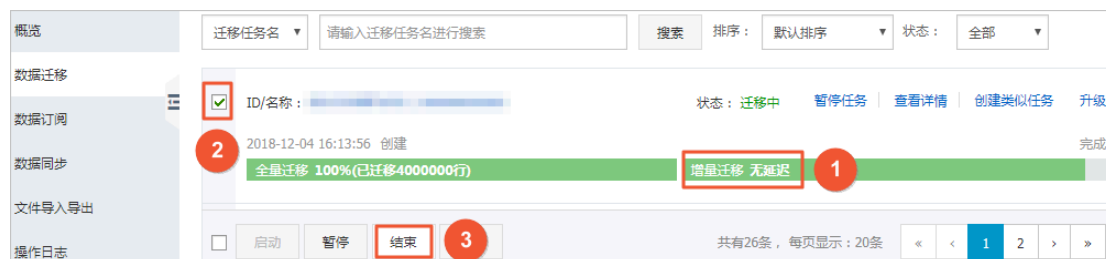 概览
迁移任务名 ▼ 请输入迁移任务名进行搜索 搜索 排序： 默认排序 ▼ 状态： 全部 ▼
数据迁移
ID/名称： 状态：迁移中 暂停任务 查看详情 创建类似任务 升级
数据订阅
2 2018-12-04 16:13:56 创建 完成
数据同步
全量迁移 100%(已迁移4000000行) 增量迁移 无延迟 1
文件导入导出
启动 暂停 结束 3 共有26条，每页显示：20条 « ‹ 1 2 › »
操作日志